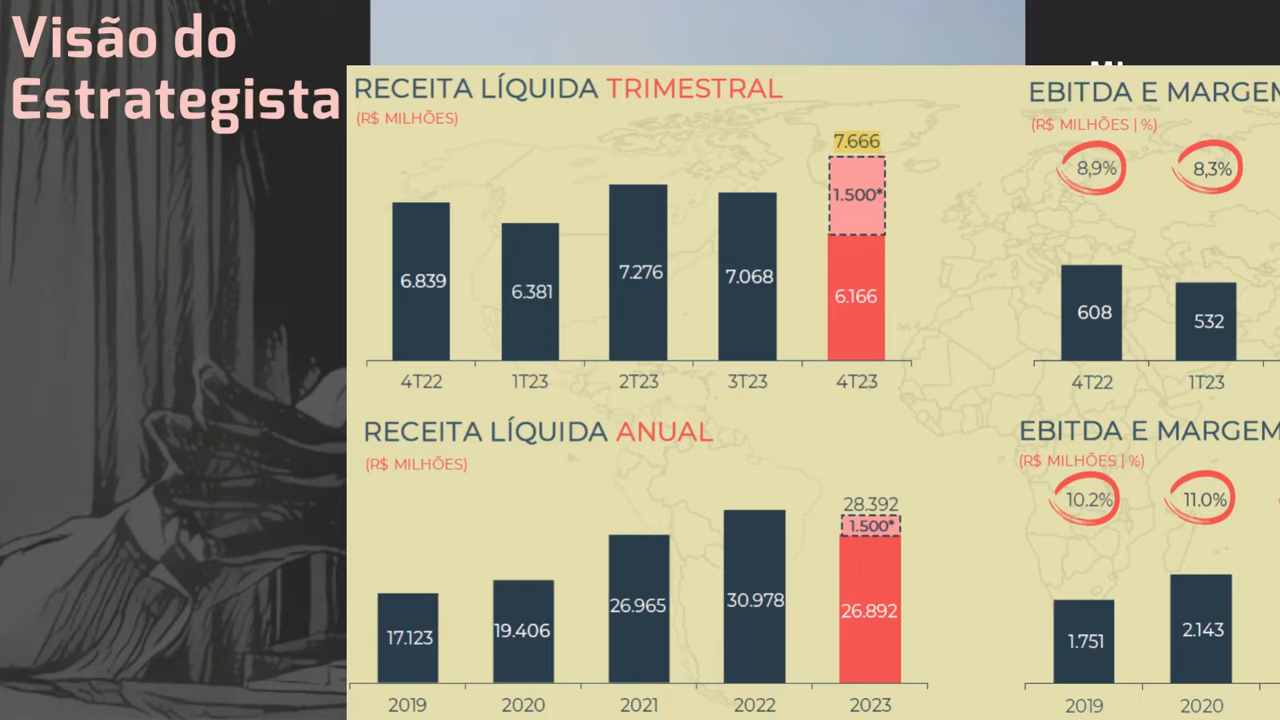 Visão do
Estrategista
RECEITA LÍQUIDA TRIMESTRAL
(R$ MILHÕES)
7.666
1.500*
6.839
6.381
7.276
7.068
6.166
4T22
1T23
2T23
3T23
4T23
EBITDA E MARGEM
(R$ MILHÕES | %)
8,9%
8,3%
608
532
4T22
1T23
RECEITA LÍQUIDA ANUAL
(R$ MILHÕES)
28.392
1.500*
17.123
19.406
26.965
30.978
26.892
2019
2020
2021
2022
2023
EBITDA E MARGEM
(R$ MILHÕES | %)
10.2%
11.0%
1.751
2.143
2019
2020